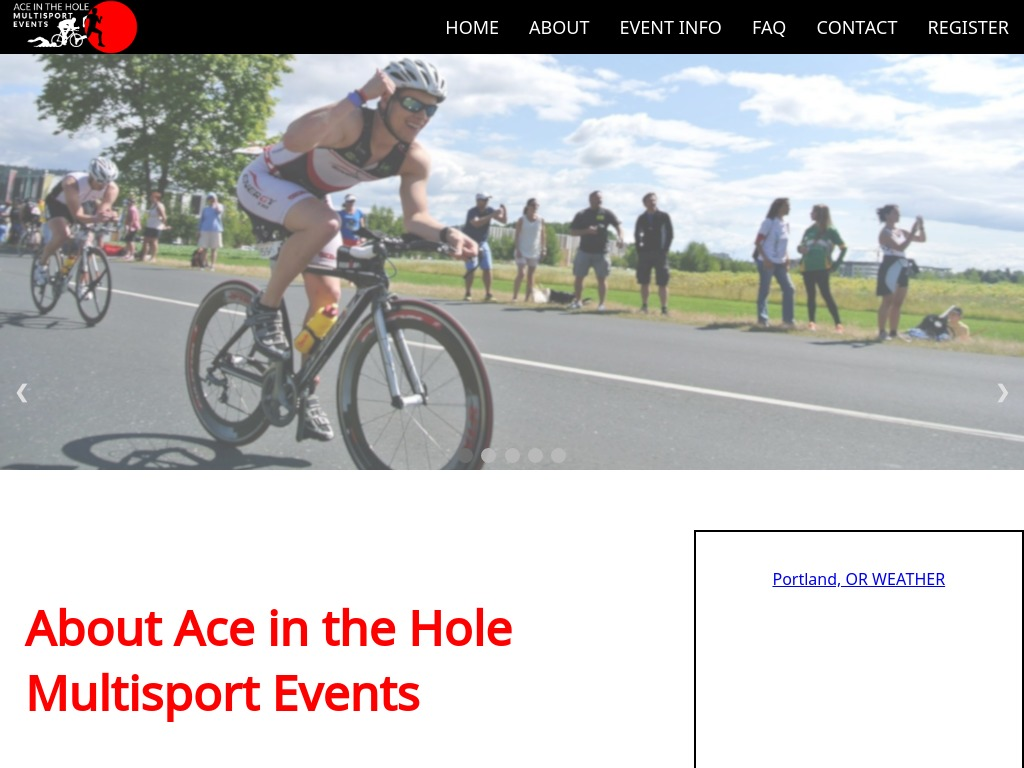 ACE IN THE HOLE
MULTISPORT
EVENTS
HOME ABOUT EVENT INFO FAQ CONTACT REGISTER
❮ ❯
Portland, OR WEATHER
About Ace in the Hole
Multisport Events